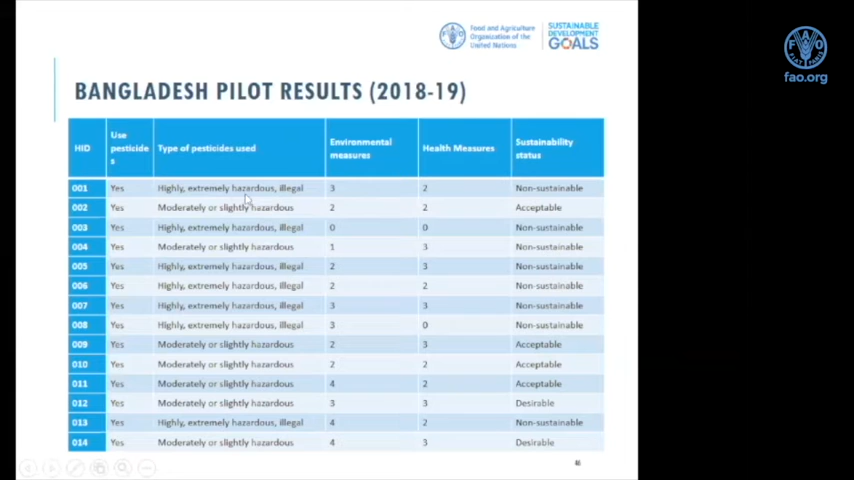 Food and Agriculture
Organization of the
United Nations
SUSTAINABLE
DEVELOPMENT
GOALS
FAO
FIAT PANIS
fao.org
BANGLADESH PILOT RESULTS (2018-19)
HID Use pesticides Type of pesticides used Environmental measures Health Measures Sustainability status
001 Yes Highly, extremely hazardous, illegal 3 2 Non-sustainable
002 Yes Moderately or slightly hazardous 2 2 Acceptable
003 Yes Highly, extremely hazardous, illegal 0 0 Non-sustainable
004 Yes Moderately or slightly hazardous 1 3 Non-sustainable
005 Yes Highly, extremely hazardous, illegal 2 3 Non-sustainable
006 Yes Highly, extremely hazardous, illegal 2 2 Non-sustainable
007 Yes Highly, extremely hazardous, illegal 3 3 Non-sustainable
008 Yes Highly, extremely hazardous, illegal 3 0 Non-sustainable
009 Yes Moderately or slightly hazardous 2 3 Acceptable
010 Yes Moderately or slightly hazardous 2 2 Acceptable
011 Yes Moderately or slightly hazardous 4 2 Acceptable
012 Yes Moderately or slightly hazardous 3 3 Desirable
013 Yes Highly, extremely hazardous, illegal 4 2 Non-sustainable
014 Yes Moderately or slightly hazardous 4 3 Desirable